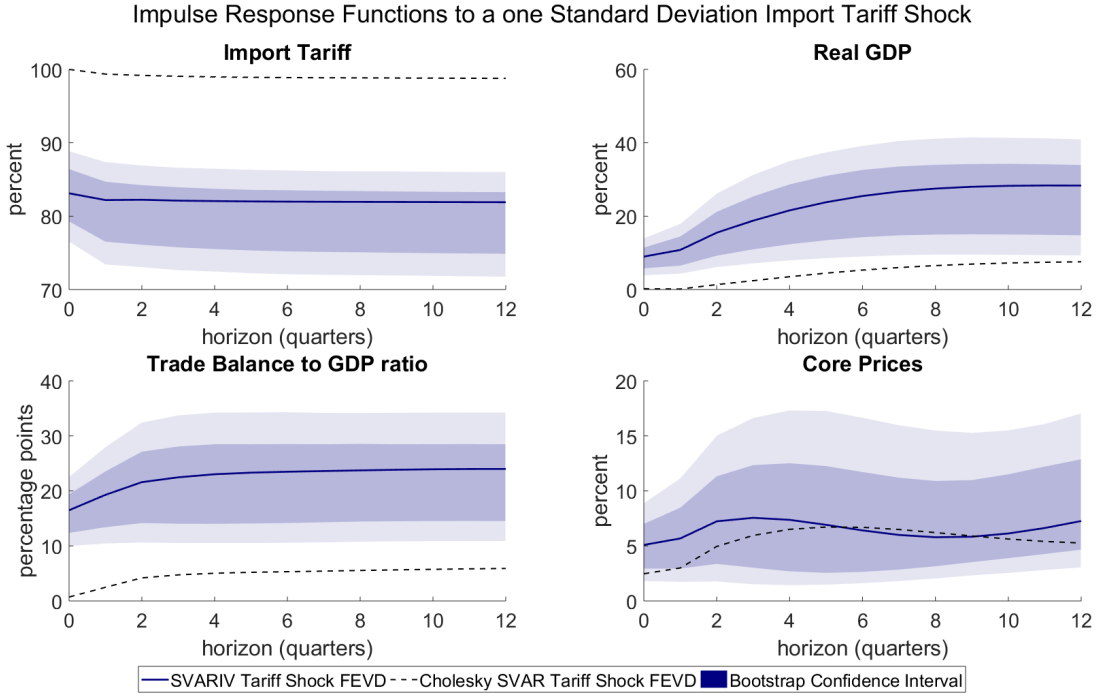 Impulse Response Functions to a one Standard Deviation Import Tariff Shock
Import Tariff
100
90
80
70
percent
0 2 4 6 8 10 12
horizon (quarters)
Real GDP
60
40
20
0
percent
0 2 4 6 8 10 12
horizon (quarters)
Trade Balance to GDP ratio
40
30
20
10
0
percentage points
0 2 4 6 8 10 12
horizon (quarters)
Core Prices
20
15
10
5
0
percent
0 2 4 6 8 10 12
horizon (quarters)
SVARIV Tariff Shock FEVD Cholesky SVAR Tariff Shock FEVD Bootstrap Confidence Interval